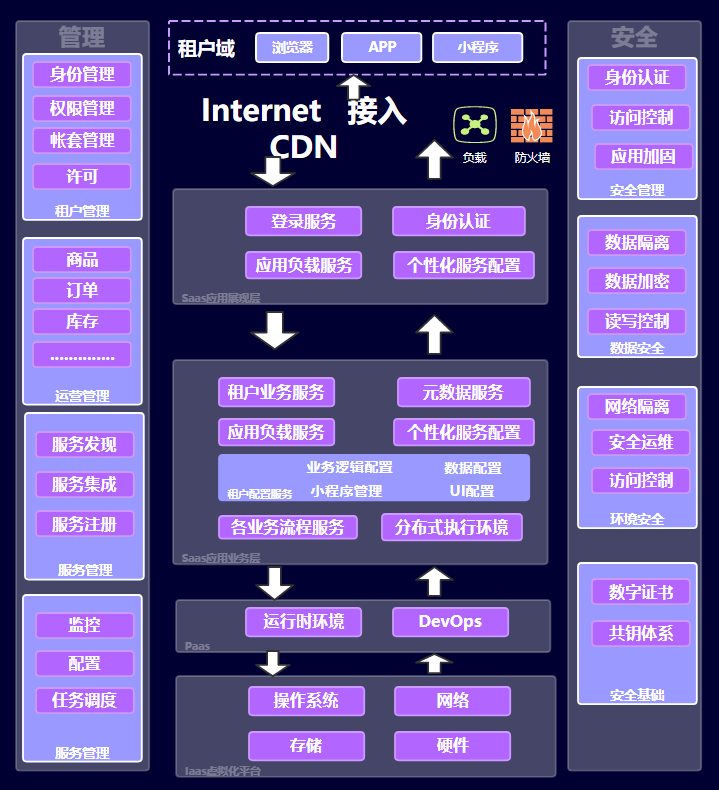 管理
身份管理
权限管理
帐套管理
许可
租户管理
商品
订单
库存
..............
运营管理
服务发现
服务集成
服务注册
服务管理
监控
配置
任务调度
服务管理
租户域
浏览器
APP
小程序
Internet 接入
CDN
负载
防火墙
登录服务
身份认证
应用负载服务
个性化服务配置
Saas应用展现层
租户业务服务
元数据服务
应用负载服务
个性化服务配置
业务逻辑配置
数据配置
租户配置服务
小程序管理
UI配置
各业务流程服务
分布式执行环境
Saas应用业务层
运行时环境
DevOps
Paas
操作系统
网络
存储
硬件
Iaas虚拟化平台
安全
身份认证
访问控制
应用加固
安全管理
数据隔离
数据加密
读写控制
数据安全
网络隔离
安全运维
访问控制
环境安全
数字证书
共钥体系
安全基础